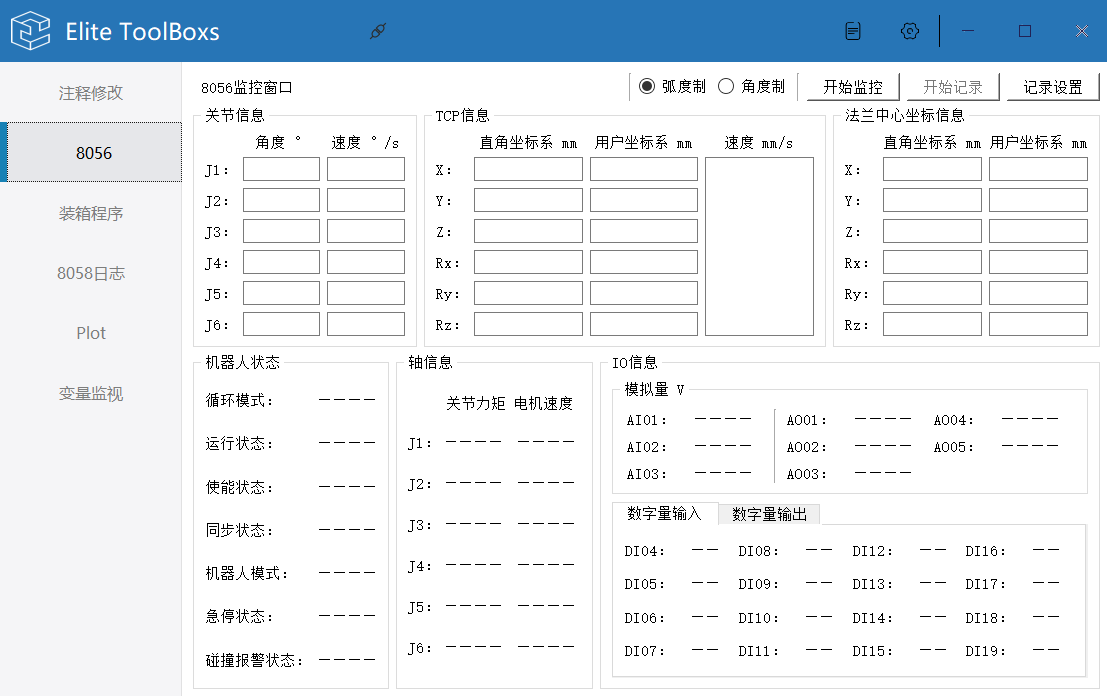 Elite ToolBoxs
注释修改
8056
装箱程序
8058日志
Plot
变量监视
8056监控窗口
弧度制 角度制 开始监控 开始记录 记录设置
关节信息
角度 ° 速度 °/s
J1:
J2:
J3:
J4:
J5:
J6:
TCP信息
直角坐标系 mm 用户坐标系 mm 速度 mm/s
X:
Y:
Z:
Rx:
Ry:
Rz:
法兰中心坐标信息
直角坐标系 mm 用户坐标系 mm
X:
Y:
Z:
Rx:
Ry:
Rz:
机器人状态
循环模式: ————
运行状态: ————
使能状态: ————
同步状态: ————
机器人模式: ————
急停状态: ————
碰撞报警状态: ————
轴信息
关节力矩 电机速度
J1: ———— ————
J2: ———— ————
J3: ———— ————
J4: ———— ————
J5: ———— ————
J6: ———— ————
IO信息
模拟量 V
AI01: ———— AO01: ———— AO04: ————
AI02: ———— AO02: ———— AO05: ————
AI03: ———— AO03: ————
数字量输入 数字量输出
DI04: —— DI08: —— DI12: —— DI16: ——
DI05: —— DI09: —— DI13: —— DI17: ——
DI06: —— DI10: —— DI14: —— DI18: ——
DI07: —— DI11: —— DI15: —— DI19: ——